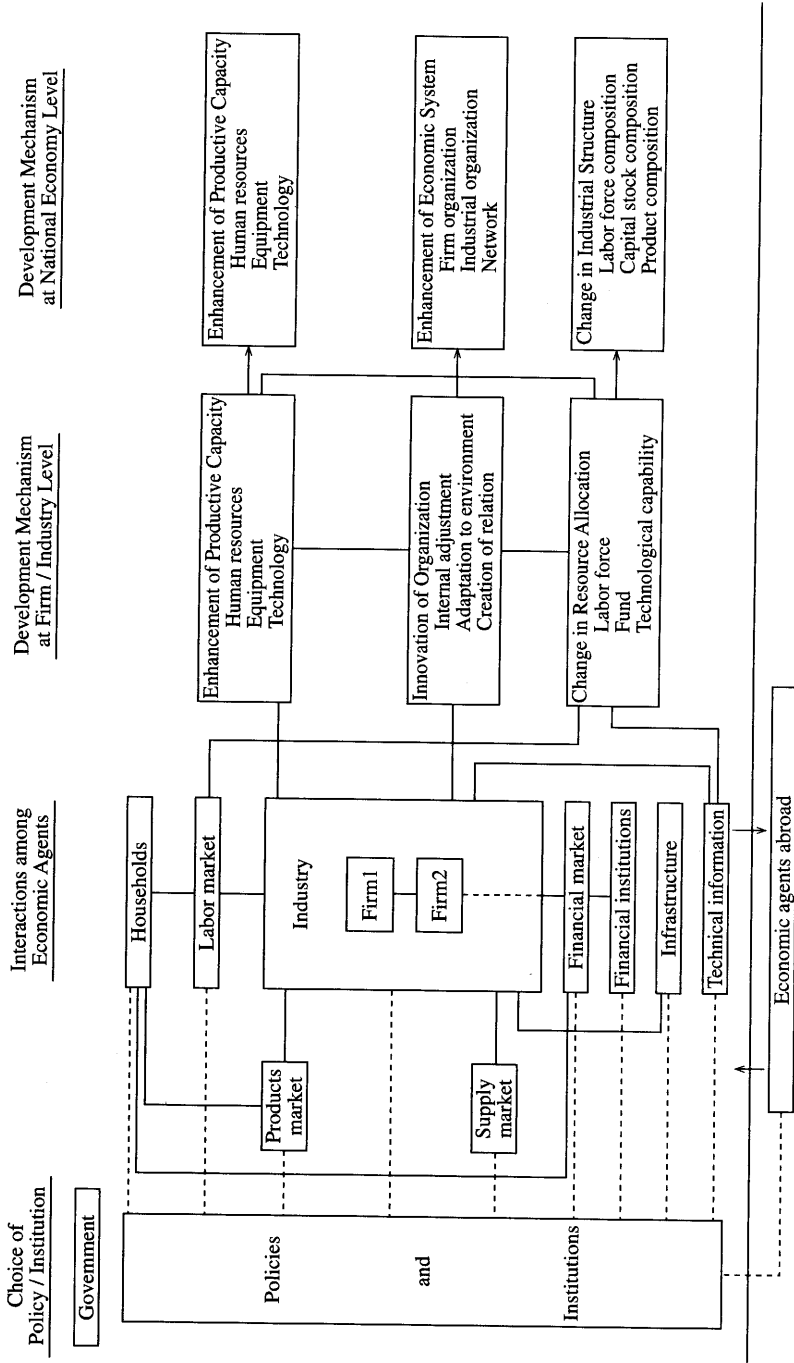 Choice of
Policy / Institution
Government
Policies
and
Institutions
Interactions among
Economic Agents
Households
Labor market
Products
market
Industry
Firm1
Firm2
Supply
market
Financial market
Financial institutions
Infrastructure
Technical information
Economic agents abroad
Development Mechanism
at Firm / Industry Level
Enhancement of Productive Capacity
Human resources
Equipment
Technology
Innovation of Organization
Internal adjustment
Adaptation to environment
Creation of relation
Change in Resource Allocation
Labor force
Fund
Technological capability
Development Mechanism
at National Economy Level
Enhancement of Productive Capacity
Human resources
Equipment
Technology
Enhancement of Economic System
Firm organization
Industrial organization
Network
Change in Industrial Structure
Labor force composition
Capital stock composition
Product composition